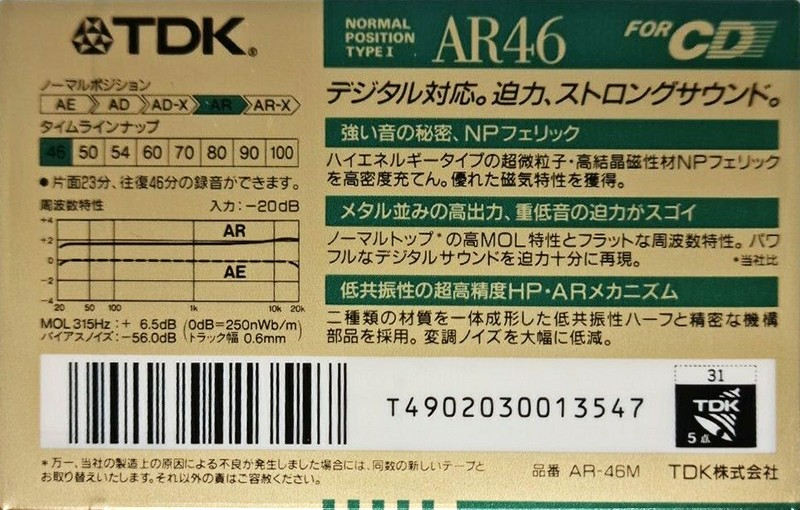 TDK®
NORMAL
POSITION
TYPE I
AR46
FOR CD
ノーマルポジション
AE AD AD-X AR AR-X
タイムラインナップ
46 50 54 60 70 80 90 100
●片面23分、往復46分の録音ができます。
周波数特性 入力:−20dB
+4
+2
0
−2
−4
AR
AE
20 50 100 1k 10k 20k
MOL 315Hz:+ 6.5dB (0dB=250nWb/m
バイアスノイズ:−56.0dB トラック幅 0.6mm)
デジタル対応。迫力、ストロングサウンド。
強い音の秘密、NPフェリック
ハイエネルギータイプの超微粒子・高結晶磁性材NPフェリック
を高密度充てん。優れた磁気特性を獲得。
メタル並みの高出力、重低音の迫力がスゴイ
ノーマルトップ*の高MOL特性とフラットな周波数特性。パワ
フルなデジタルサウンドを迫力十分に再現。 *当社比
低共振性の超高精度HP・ARメカニズム
二種類の材質を一体成形した低共振性ハーフと精密な機構
部品を採用。変調ノイズを大幅に低減。
T4902030013547
31
TDK
5点
*万一、当社の製造上の原因による不良が発生しました場合には、同数の新しいテープと
お取り替えいたします。それ以外の責はご容赦ください。
品番 AR-46M TDK株式会社